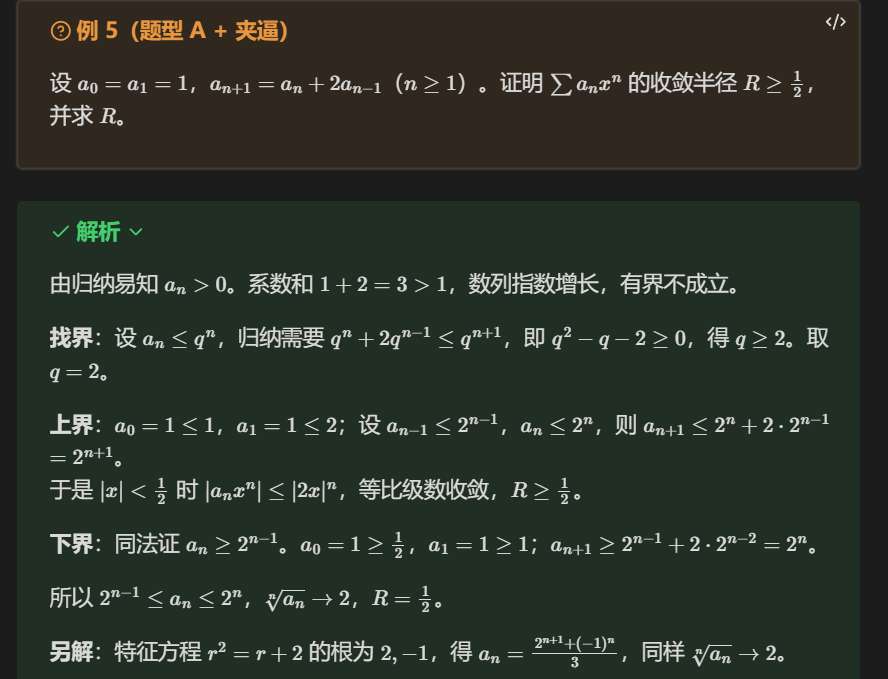 例 5（题型 A + 夹逼）
</>
设 a₀ = a₁ = 1，aₙ₊₁ = aₙ + 2aₙ₋₁（n ≥ 1）。证明 ∑ aₙxⁿ 的收敛半径 R ≥ 1/2，
并求 R。
解析
由归纳易知 aₙ > 0。系数和 1 + 2 = 3 > 1，数列指数增长，有界不成立。
找界：设 aₙ ≤ qⁿ，归纳需要 qⁿ + 2qⁿ⁻¹ ≤ qⁿ⁺¹，即 q² − q − 2 ≥ 0，得 q ≥ 2。取
q = 2。
上界：a₀ = 1 ≤ 1，a₁ = 1 ≤ 2；设 aₙ₋₁ ≤ 2ⁿ⁻¹，aₙ ≤ 2ⁿ，则 aₙ₊₁ ≤ 2ⁿ + 2 · 2ⁿ⁻¹
= 2ⁿ⁺¹。
于是 |x| < 1/2 时 |aₙxⁿ| ≤ |2x|ⁿ，等比级数收敛，R ≥ 1/2。
下界：同法证 aₙ ≥ 2ⁿ⁻¹。a₀ = 1 ≥ 1/2，a₁ = 1 ≥ 1；aₙ₊₁ ≥ 2ⁿ⁻¹ + 2 · 2ⁿ⁻² = 2ⁿ。
所以 2ⁿ⁻¹ ≤ aₙ ≤ 2ⁿ，ⁿ√aₙ → 2，R = 1/2。
另解：特征方程 r² = r + 2 的根为 2, −1，得 aₙ = (2ⁿ⁺¹+(−1)ⁿ)/3，同样 ⁿ√aₙ → 2。